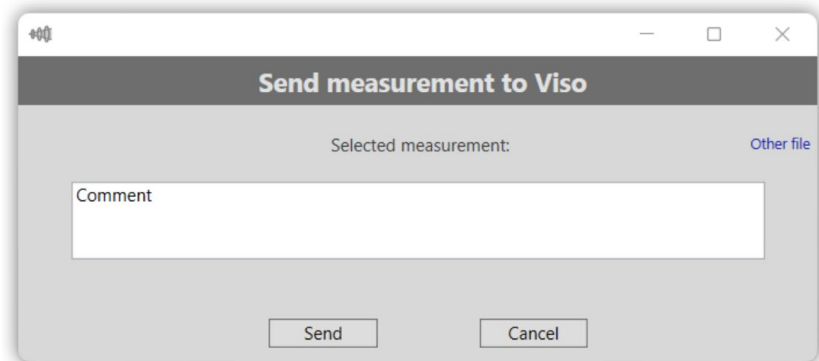 Send measurement to Viso
Selected measurement:
Other file
Comment
Send
Cancel